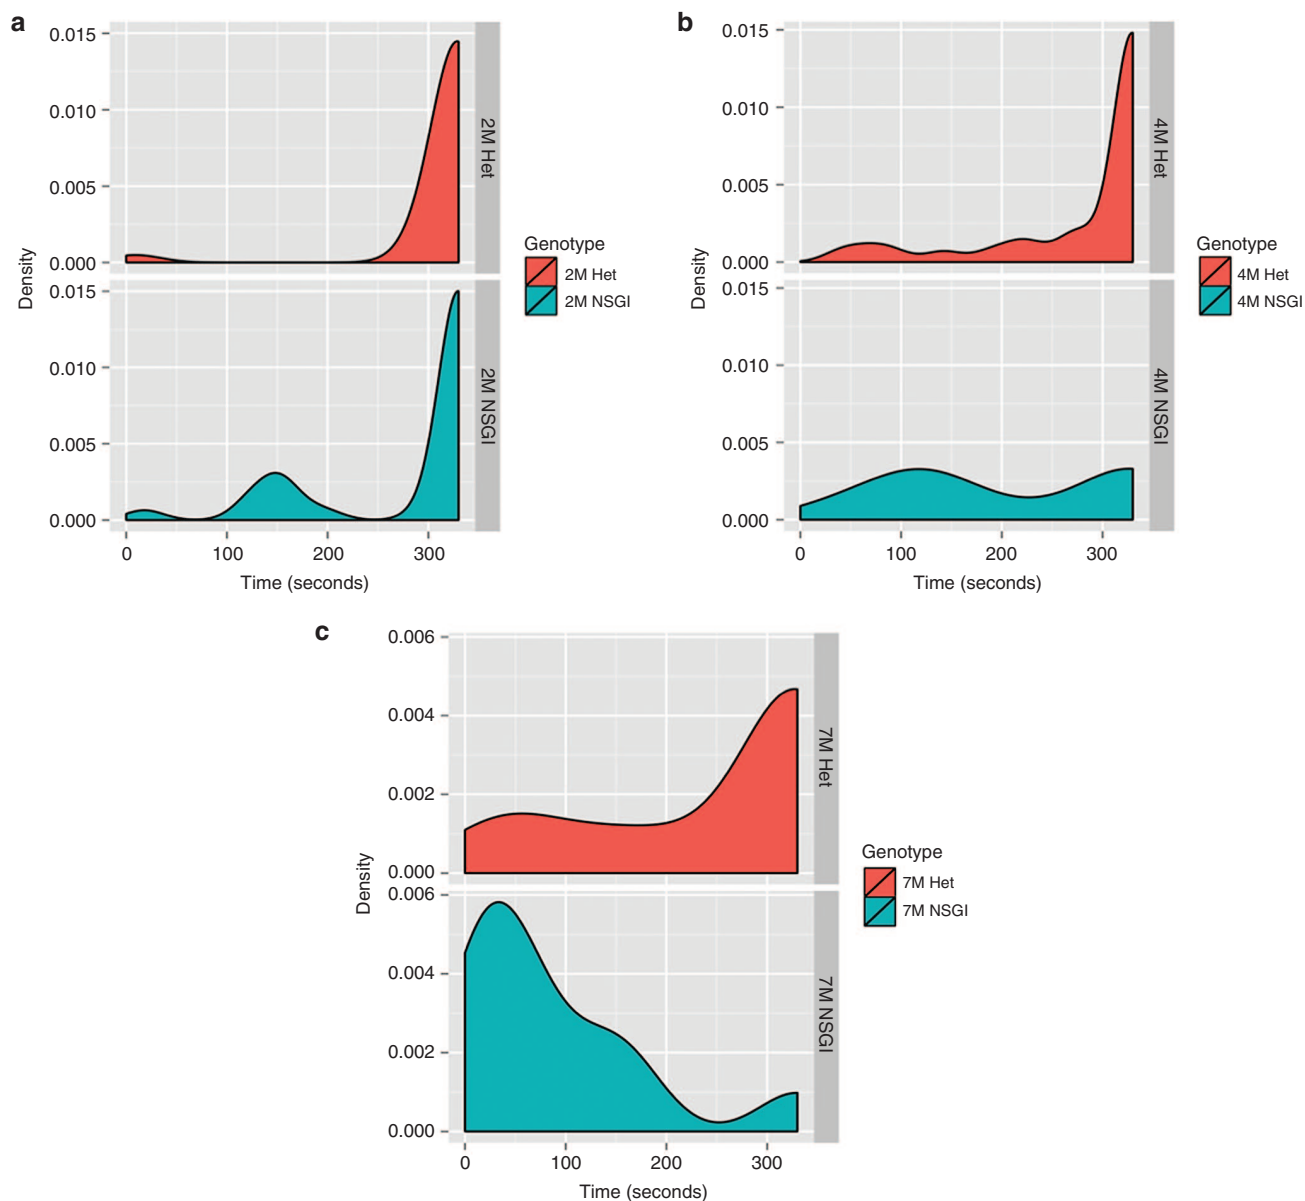 a
0.015
0.010
0.005
0.000
2M Het
0.015
0.010
0.005
0.000
2M NSGI
Density
0 100 200 300
Time (seconds)
Genotype
2M Het
2M NSGI
b
0.015
0.010
0.005
0.000
4M Het
0.015
0.010
0.005
0.000
4M NSGI
Density
0 100 200 300
Time (seconds)
Genotype
4M Het
4M NSGI
c
0.006
0.004
0.002
0.000
7M Het
0.006
0.004
0.002
0.000
7M NSGI
Density
0 100 200 300
Time (seconds)
Genotype
7M Het
7M NSGI